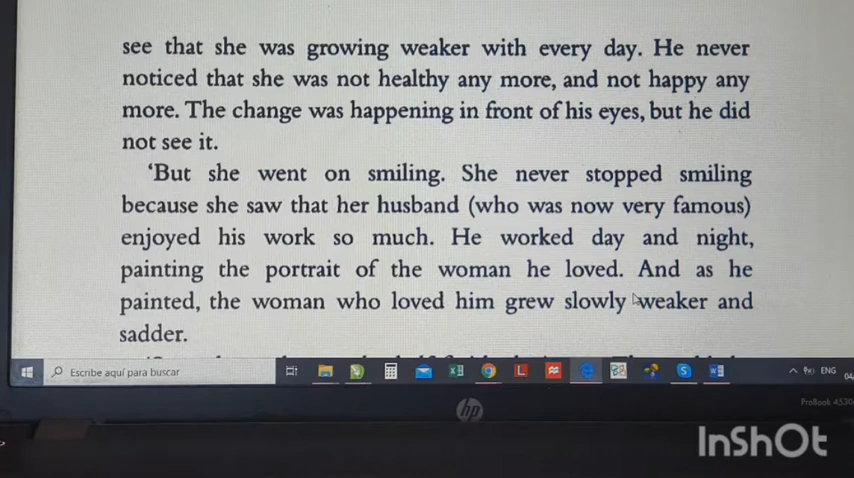 see that she was growing weaker with every day. He never
noticed that she was not healthy any more, and not happy any
more. The change was happening in front of his eyes, but he did
not see it.
‘But she went on smiling. She never stopped smiling
because she saw that her husband (who was now very famous)
enjoyed his work so much. He worked day and night,
painting the portrait of the woman he loved. And as he
painted, the woman who loved him grew slowly weaker and
sadder.
Escribe aquí para buscar
ENG
hp
ProBook 4530
InShOt